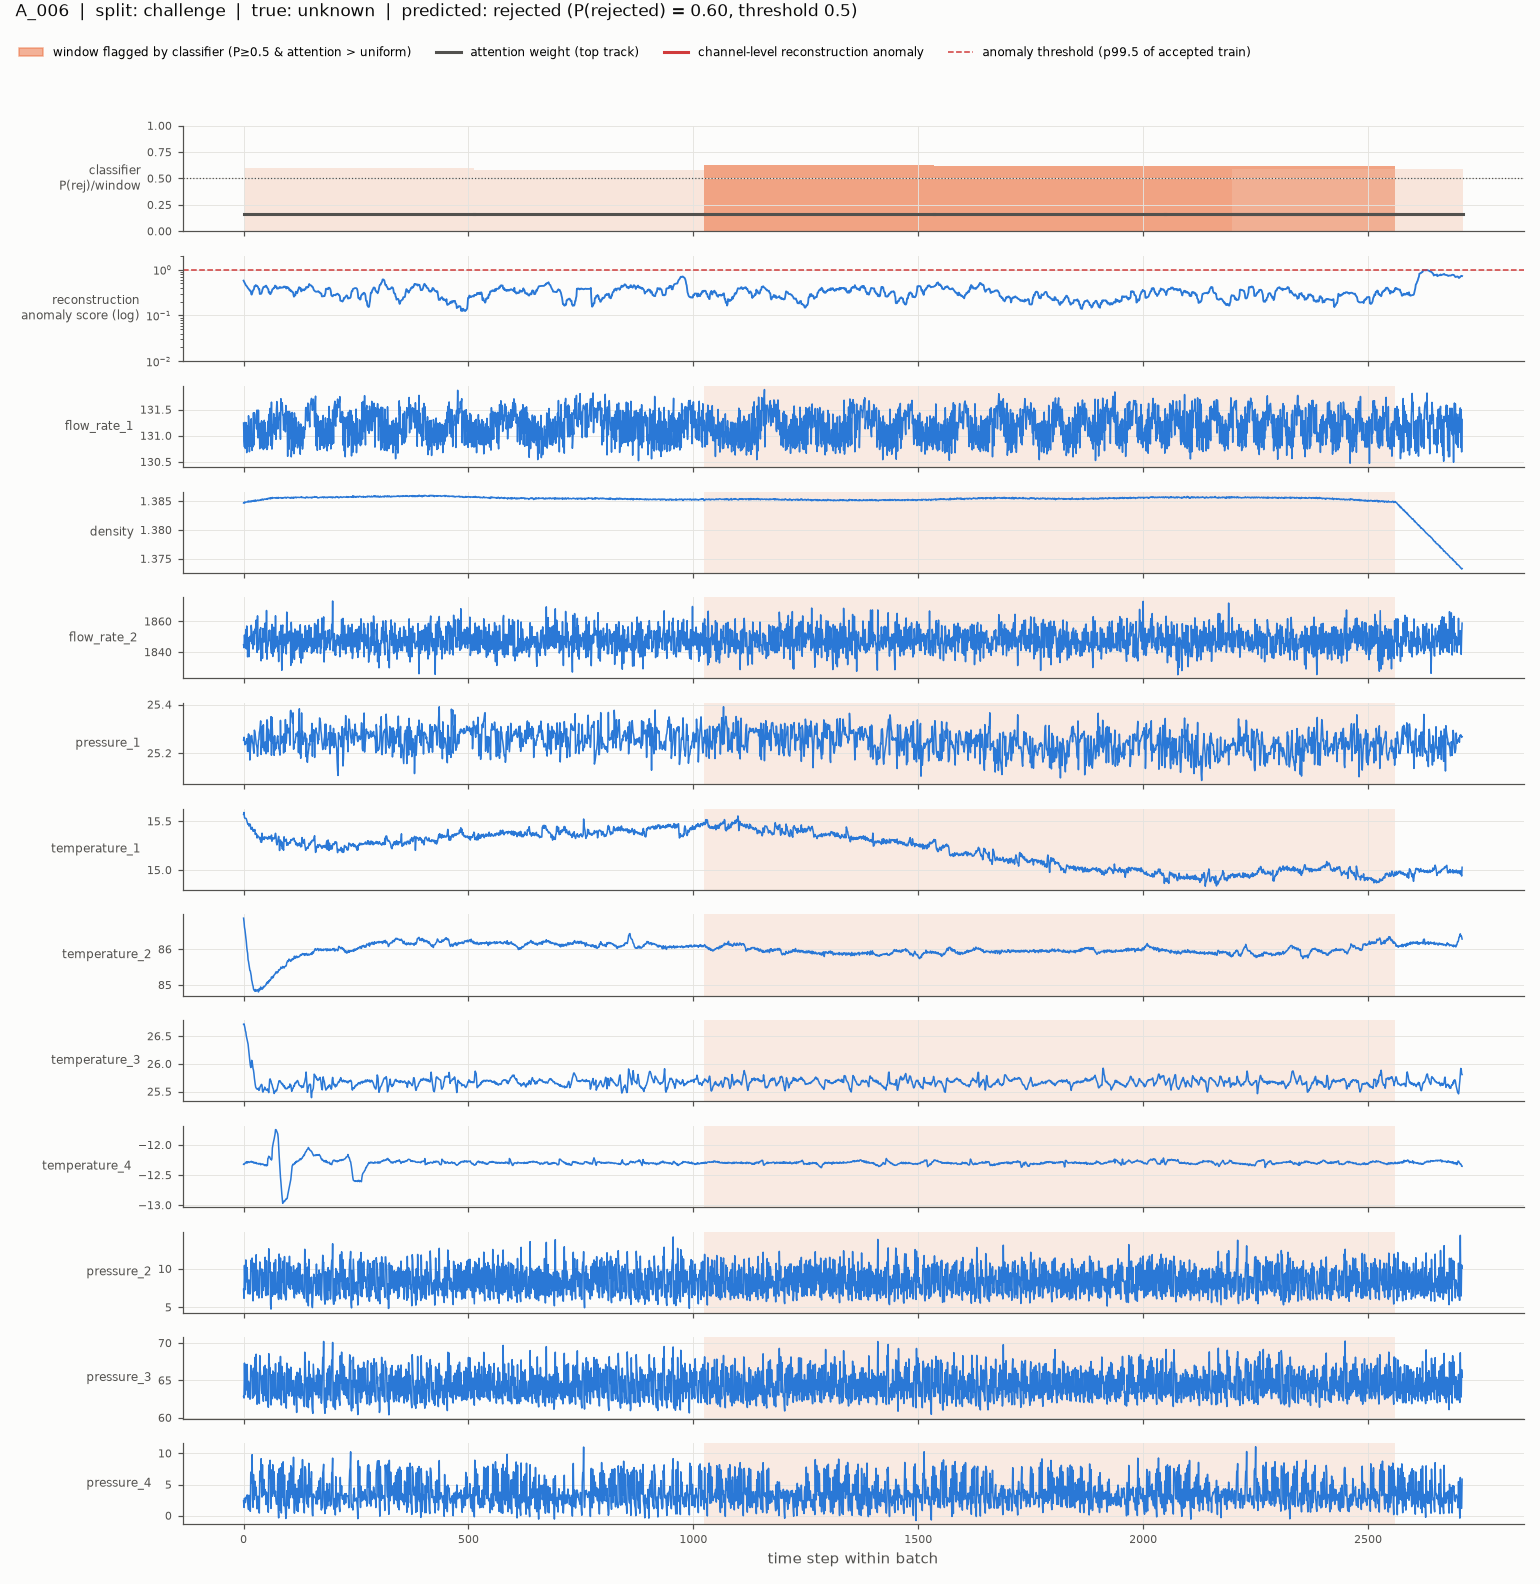 A_006 | split: challenge | true: unknown | predicted: rejected (P(rejected) = 0.60, threshold 0.5)
window flagged by classifier (P≥0.5 & attention > uniform)
attention weight (top track)
channel-level reconstruction anomaly
anomaly threshold (p99.5 of accepted train)
classifier
P(rej)/window
1.00
0.75
0.50
0.25
0.00
reconstruction
anomaly score (log)
10⁰
10⁻¹
10⁻²
flow_rate_1
131.5
131.0
130.5
density
1.385
1.380
1.375
flow_rate_2
1860
1840
pressure_1
25.4
25.2
temperature_1
15.5
15.0
temperature_2
86
85
temperature_3
26.5
26.0
25.5
temperature_4
−12.0
−12.5
−13.0
pressure_2
10
5
pressure_3
70
65
60
pressure_4
10
5
0
0
500
1000
1500
2000
2500
time step within batch